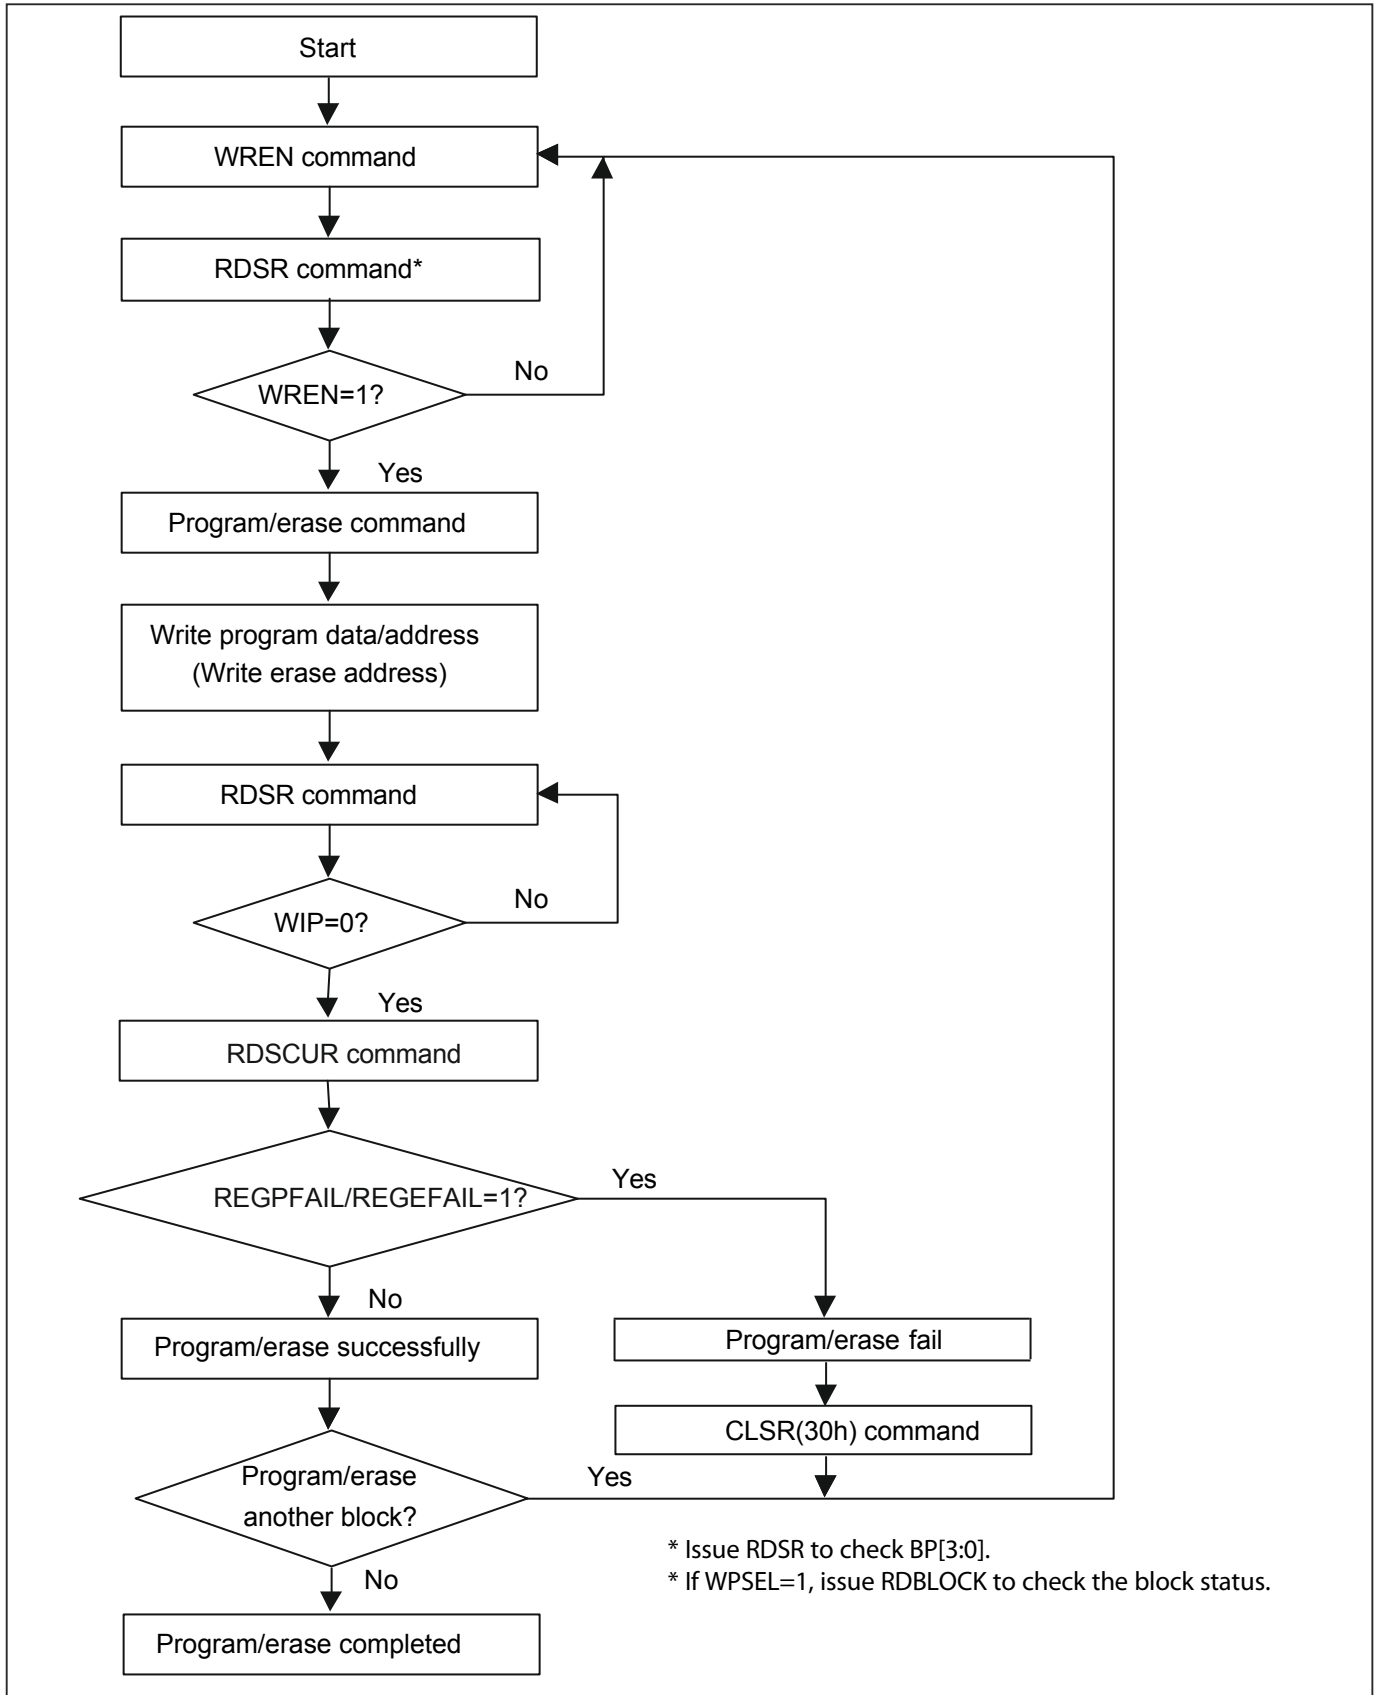 Start
WREN command
RDSR command*
WREN=1?
No
Yes
Program/erase command
Write program data/address
(Write erase address)
RDSR command
WIP=0?
No
Yes
RDSCUR command
REGPFAIL/REGEFAIL=1?
Yes
No
Program/erase successfully
Program/erase fail
CLSR(30h) command
Program/erase
another block?
Yes
* Issue RDSR to check BP[3:0].
* If WPSEL=1, issue RDBLOCK to check the block status.
No
Program/erase completed